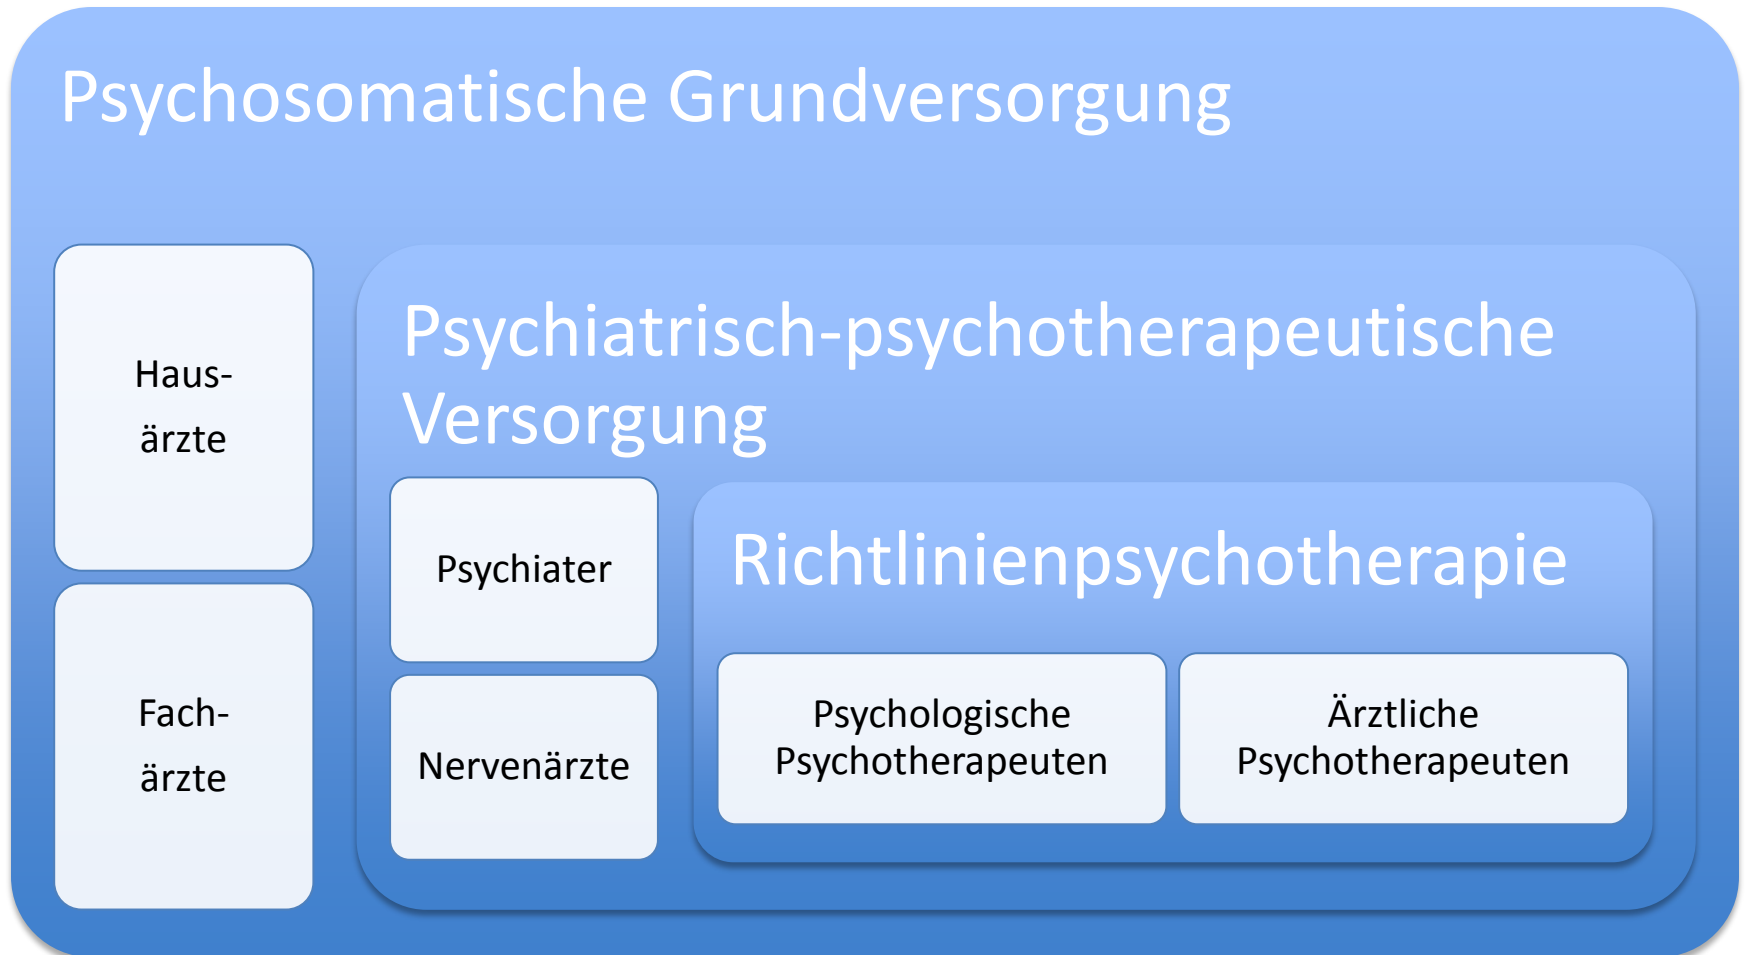 Psychosomatische Grundversorgung
Haus-
ärzte
Fach-
ärzte
Psychiatrisch-psychotherapeutische
Versorgung
Psychiater
Nervenärzte
Richtlinienpsychotherapie
Psychologische
Psychotherapeuten
Ärztliche
Psychotherapeuten